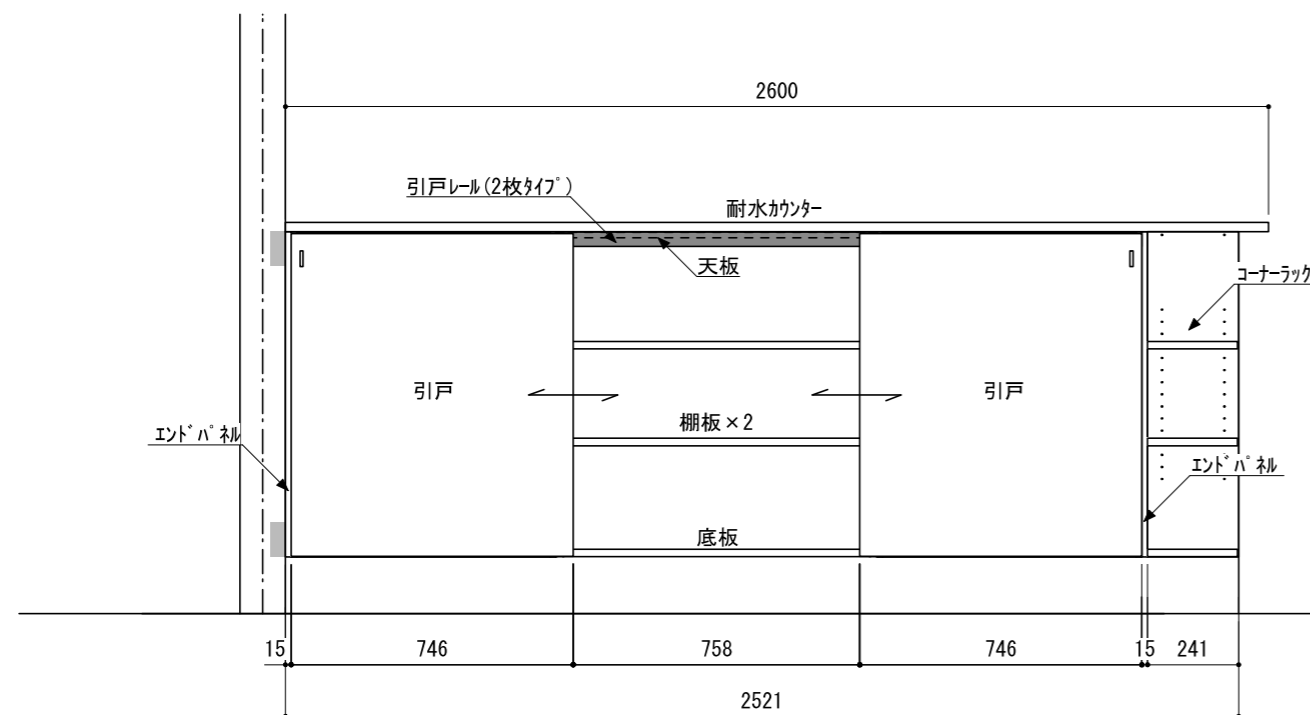 2600
引戸ﾚｰﾙ(2枚ﾀｲﾌﾟ)
耐水ｶｳﾝﾀｰ
天板
ｺｰﾅｰﾗｯｸ
引戸
引戸
棚板×2
ｴﾝﾄﾞﾊﾟﾈﾙ
ｴﾝﾄﾞﾊﾟﾈﾙ
底板
15 746 758 746 15 241
2521